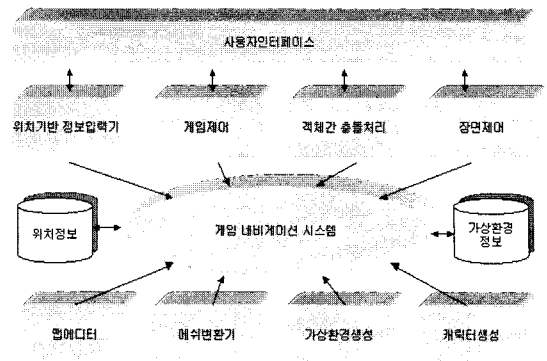 사용자인터페이스
위치기반 정보입력기
게임제어
객체간 충돌처리
장면제어
위치정보
게임 네비게이션 시스템
가상환경
정보
맵에디터
메쉬변환기
가상환경생성
캐릭터생성